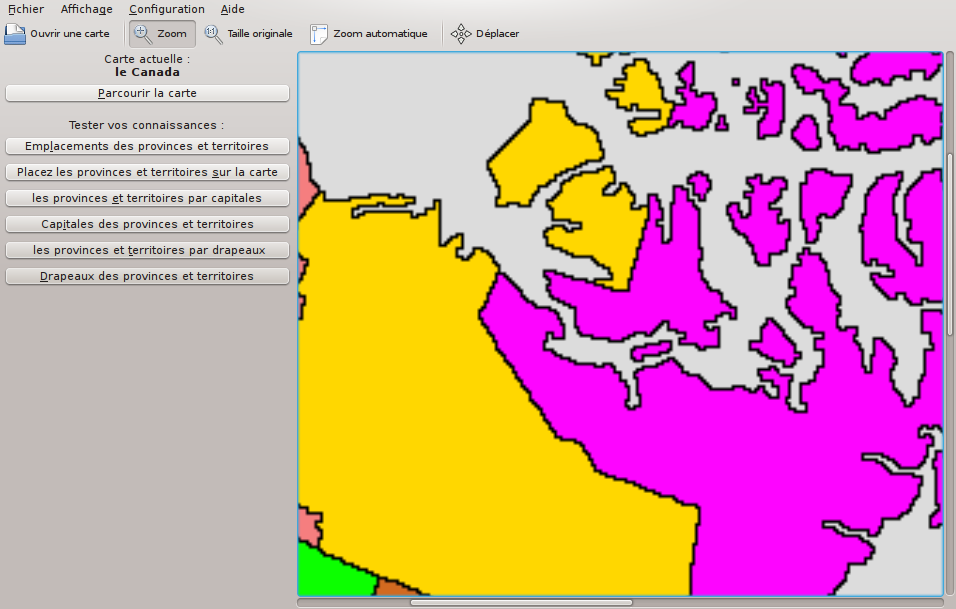 Fichier Affichage Configuration Aide
Ouvrir une carte Zoom Taille originale Zoom automatique Déplacer
Carte actuelle :
le Canada
Parcourir la carte
Tester vos connaissances :
Emplacements des provinces et territoires
Placez les provinces et territoires sur la carte
les provinces et territoires par capitales
Capitales des provinces et territoires
les provinces et territoires par drapeaux
Drapeaux des provinces et territoires